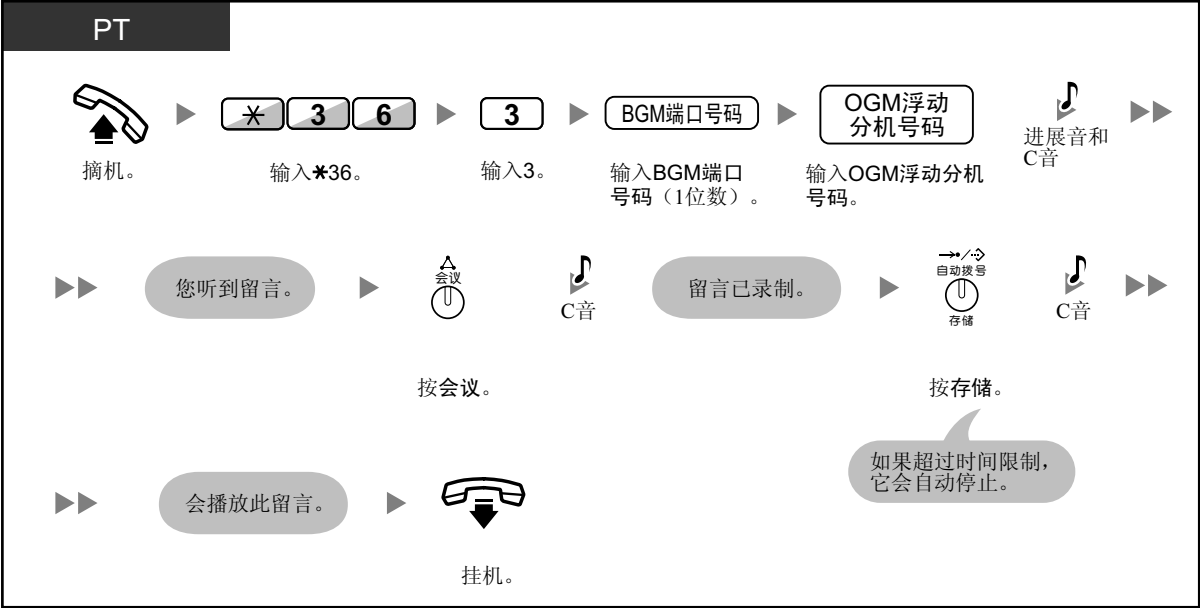 PT
* 3 6
3
BGM端口号码
OGM浮动
分机号码
进展音和
C音
摘机。
输入*36。
输入3。
输入BGM端口
号码（1位数）。
输入OGM浮动分机
号码。
您听到留言。
会议
C音
留言已录制。
自动拨号
存储
C音
按会议。
按存储。
如果超过时间限制，
它会自动停止。
会播放此留言。
挂机。